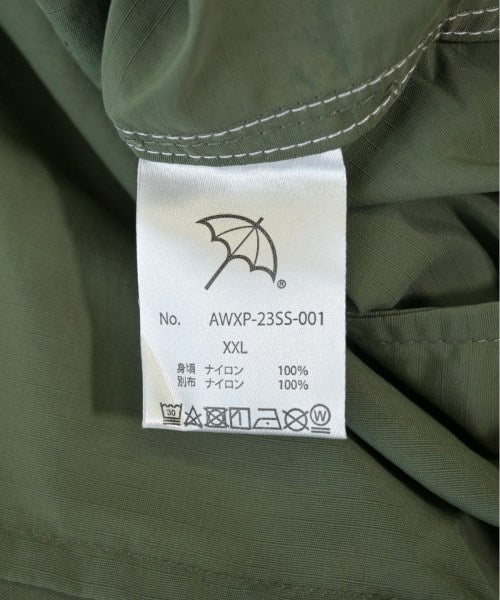 ®
No. AWXP-23SS-001
XXL
身頃 ナイロン 100%
別布 ナイロン 100%
30 W